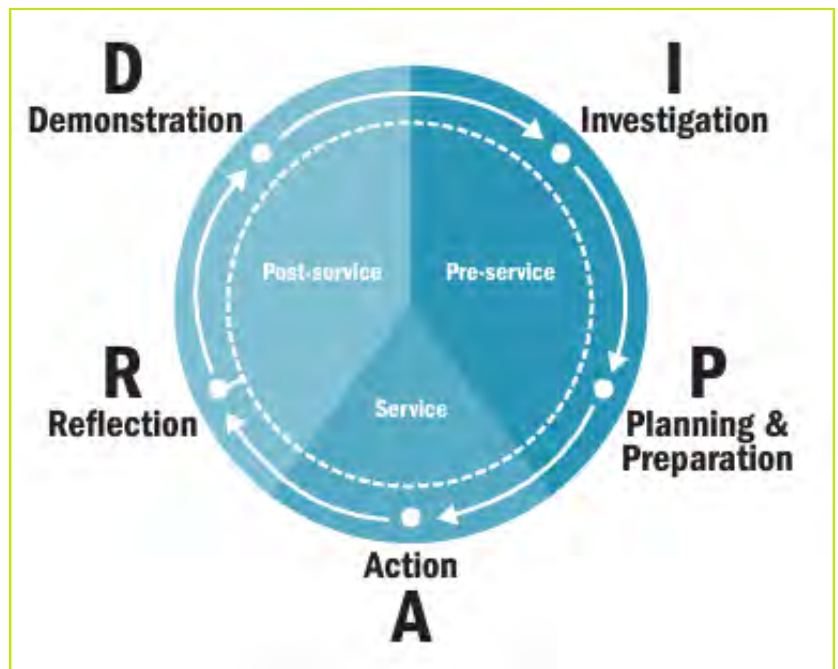 D
Demonstration
I
Investigation
Post-service
Pre-service
R
Reflection
Service
P
Planning &
Preparation
Action
A